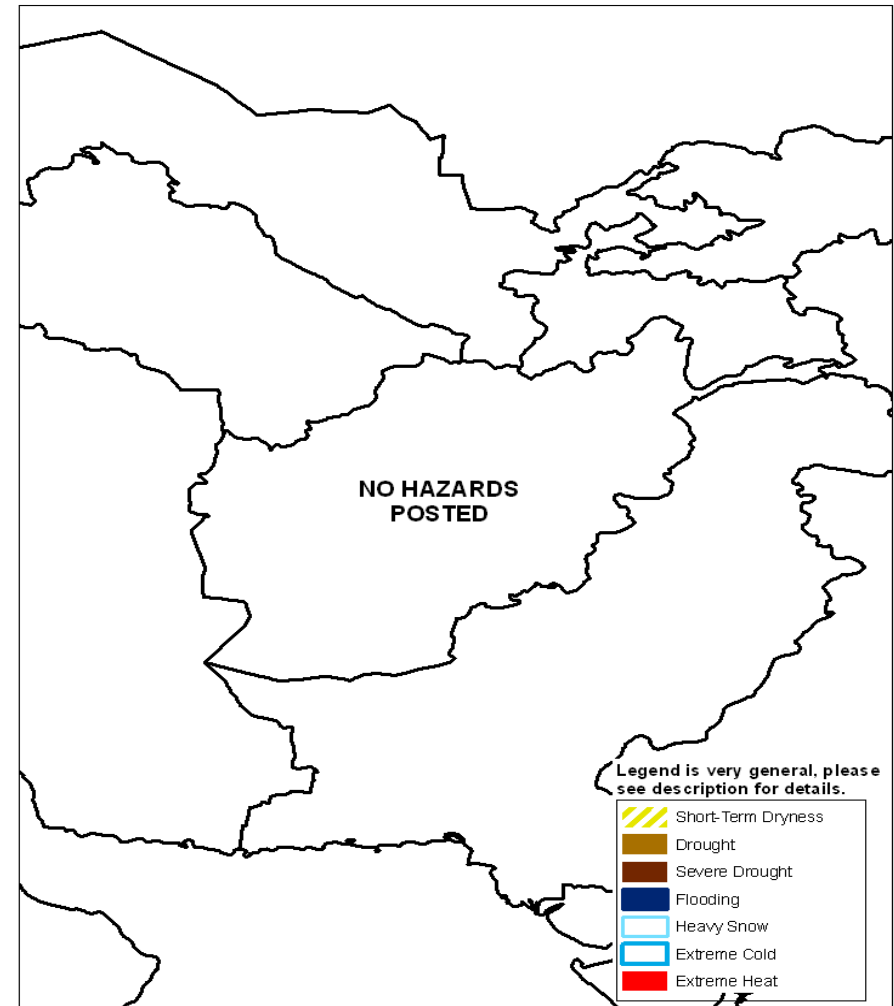 NO HAZARDS
POSTED
Legend is very general, please
see description for details.
Short-Term Dryness
Drought
Severe Drought
Flooding
Heavy Snow
Extreme Cold
Extreme Heat